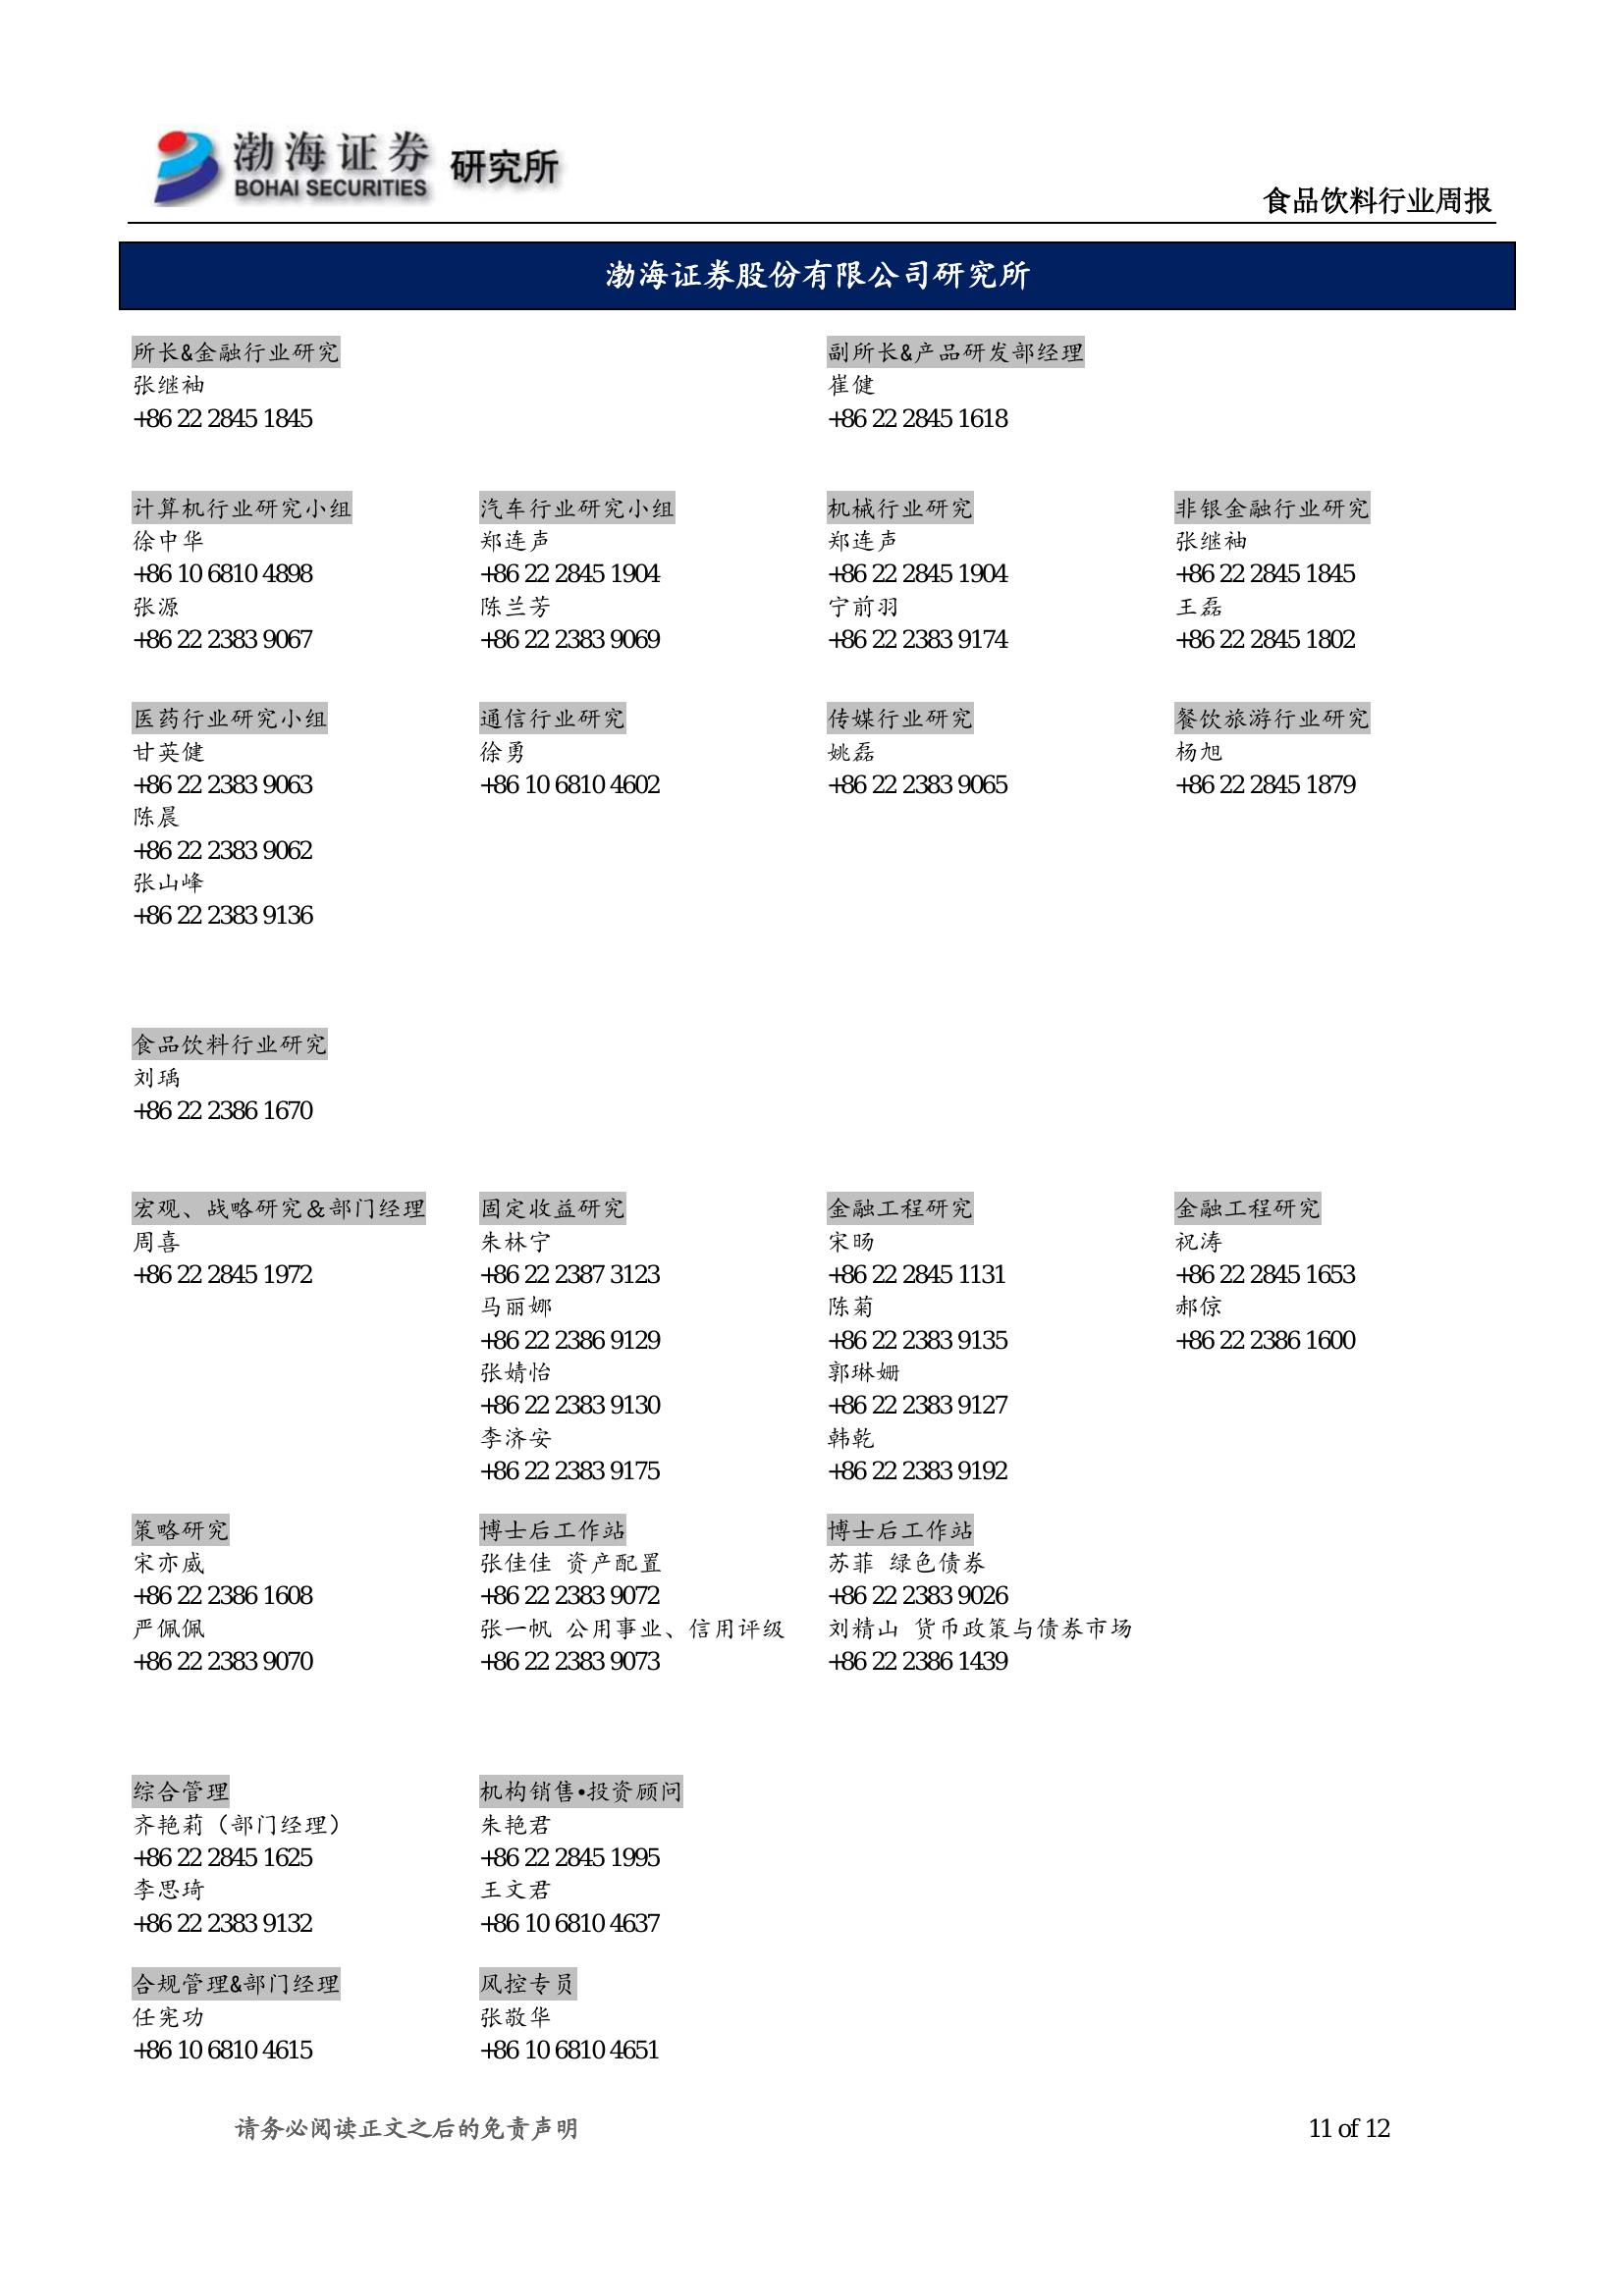 渤海证券
BOHAI SECURITIES
研究所
食品饮料行业周报
渤海证券股份有限公司研究所
所长&金融行业研究
张继袖
+86 22 2845 1845
副所长&产品研发部经理
崔健
+86 22 2845 1618
计算机行业研究小组
徐中华
+86 10 6810 4898
张源
+86 22 2383 9067
汽车行业研究小组
郑连声
+86 22 2845 1904
陈兰芳
+86 22 2383 9069
机械行业研究
郑连声
+86 22 2845 1904
宁前羽
+86 22 2383 9174
非银金融行业研究
张继袖
+86 22 2845 1845
王磊
+86 22 2845 1802
医药行业研究小组
甘英健
+86 22 2383 9063
陈晨
+86 22 2383 9062
张山峰
+86 22 2383 9136
通信行业研究
徐勇
+86 10 6810 4602
传媒行业研究
姚磊
+86 22 2383 9065
餐饮旅游行业研究
杨旭
+86 22 2845 1879
食品饮料行业研究
刘瑀
+86 22 2386 1670
宏观、战略研究＆部门经理
周喜
+86 22 2845 1972
固定收益研究
朱林宁
+86 22 2387 3123
马丽娜
+86 22 2386 9129
张婧怡
+86 22 2383 9130
李济安
+86 22 2383 9175
金融工程研究
宋旸
+86 22 2845 1131
陈菊
+86 22 2383 9135
郭琳姗
+86 22 2383 9127
韩乾
+86 22 2383 9192
金融工程研究
祝涛
+86 22 2845 1653
郝倞
+86 22 2386 1600
策略研究
宋亦威
+86 22 2386 1608
严佩佩
+86 22 2383 9070
博士后工作站
张佳佳 资产配置
+86 22 2383 9072
张一帆 公用事业、信用评级
+86 22 2383 9073
博士后工作站
苏菲 绿色债券
+86 22 2383 9026
刘精山 货币政策与债券市场
+86 22 2386 1439
综合管理
齐艳莉（部门经理）
+86 22 2845 1625
李思琦
+86 22 2383 9132
机构销售•投资顾问
朱艳君
+86 22 2845 1995
王文君
+86 10 6810 4637
合规管理&部门经理
任宪功
+86 10 6810 4615
风控专员
张敬华
+86 10 6810 4651
请务必阅读正文之后的免责声明
11 of 12